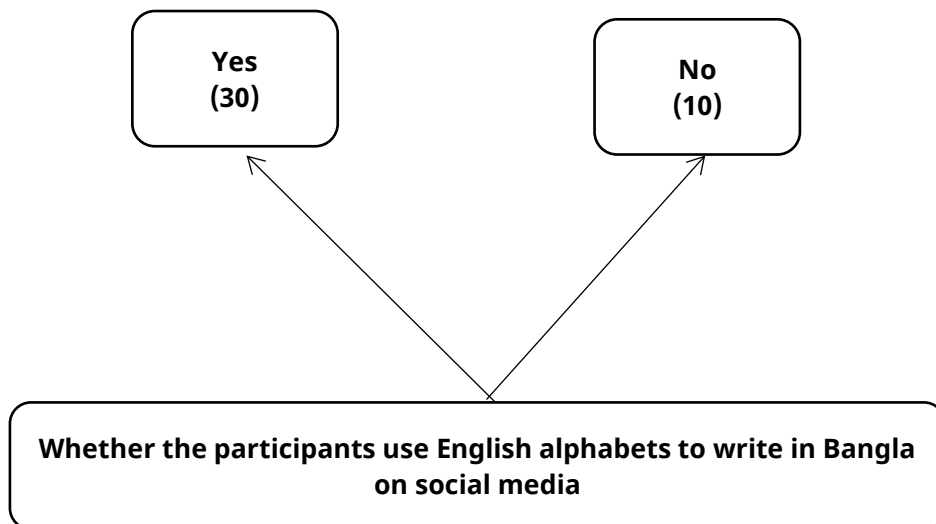 Yes
(30)
No
(10)
Whether the participants use English alphabets to write in Bangla
on social media